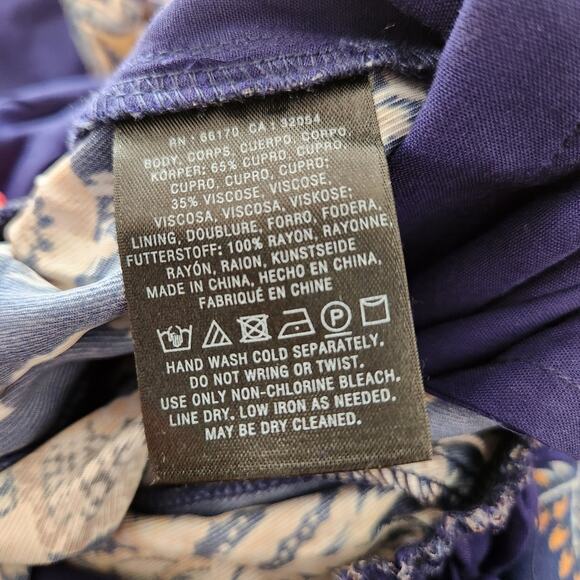 RN : 66170 CA : 32054
BODY, CORPS, CUERPO, CORPO,
KÖRPER: 65% CUPRO, CUPRO,
CUPRO, CUPRO, CUPRO;
35% VISCOSE, VISCOSE,
VISCOSA, VISCOSA, VISKOSE;
LINING, DOUBLURE, FORRO, FODERA,
FUTTERSTOFF: 100% RAYON, RAYONNE,
RAYÓN, RAION, KUNSTSEIDE
MADE IN CHINA, HECHO EN CHINA,
FABRIQUÉ EN CHINE
P
HAND WASH COLD SEPARATELY.
DO NOT WRING OR TWIST.
USE ONLY NON-CHLORINE BLEACH.
LINE DRY. LOW IRON AS NEEDED.
MAY BE DRY CLEANED.